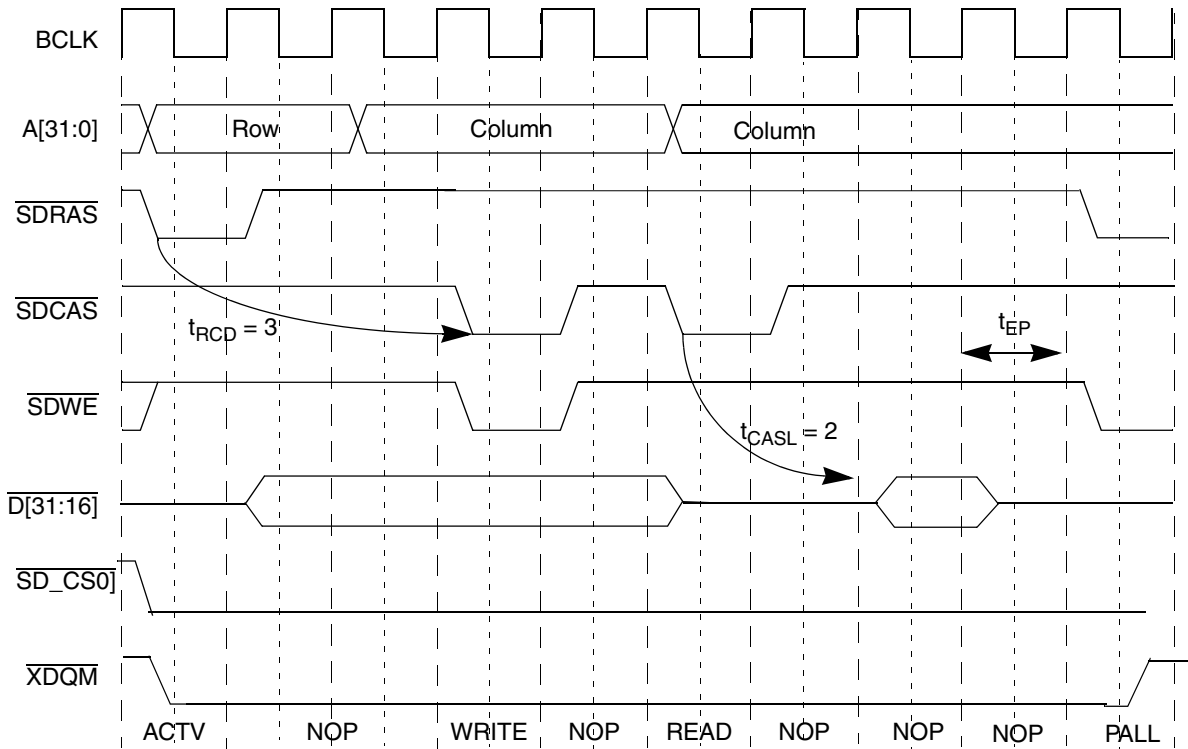 BCLK
A[31:0]
Row
Column
Column
SDRAS
SDCAS
tRCD = 3
tEP
SDWE
tCASL = 2
D[31:16]
SD_CS0]
XDQM
ACTV NOP WRITE NOP READ NOP NOP NOP PALL